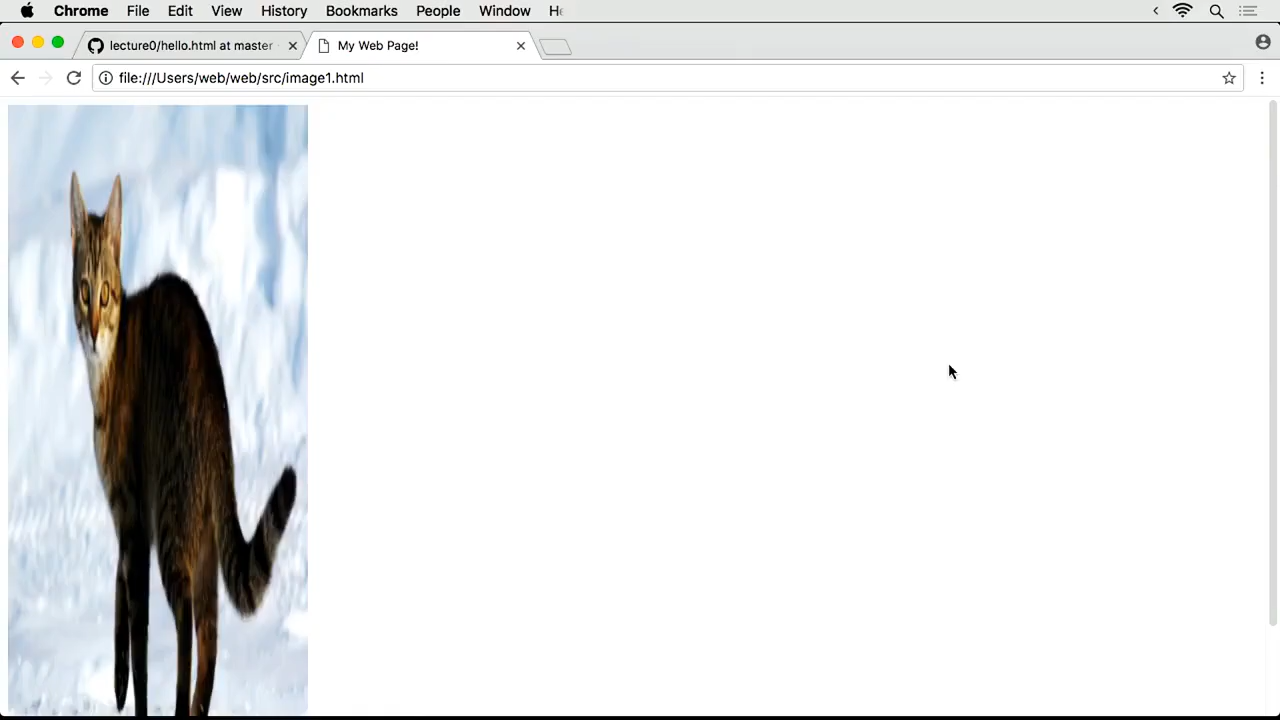 Chrome File Edit View History Bookmarks People Window
lecture0/hello.html at master My Web Page!
file:///Users/web/web/src/image1.html